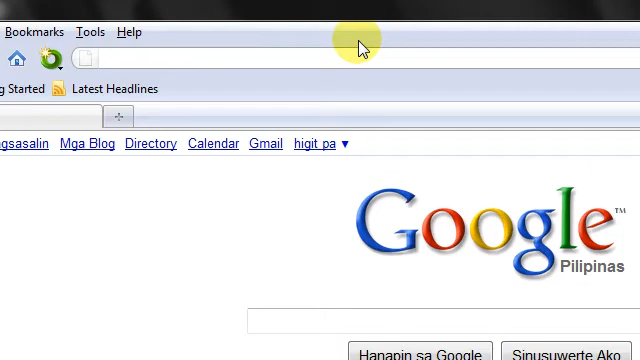 Bookmarks Tools Help
g Started Latest Headlines
gsasalin Mga Blog Directory Calendar Gmail higit pa ▼
Google™
Pilipinas
Hanapin sa Google Sinusuwerte Ako